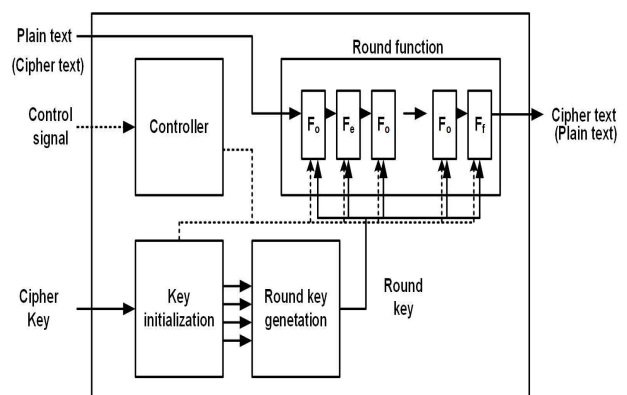 Plain text
(Cipher text)
Round function
Control
signal
Controller
Fo
Fe
Fo
Fo
Ff
Cipher text
(Plain text)
Cipher
Key
Key
initialization
Round key
genetation
Round
key